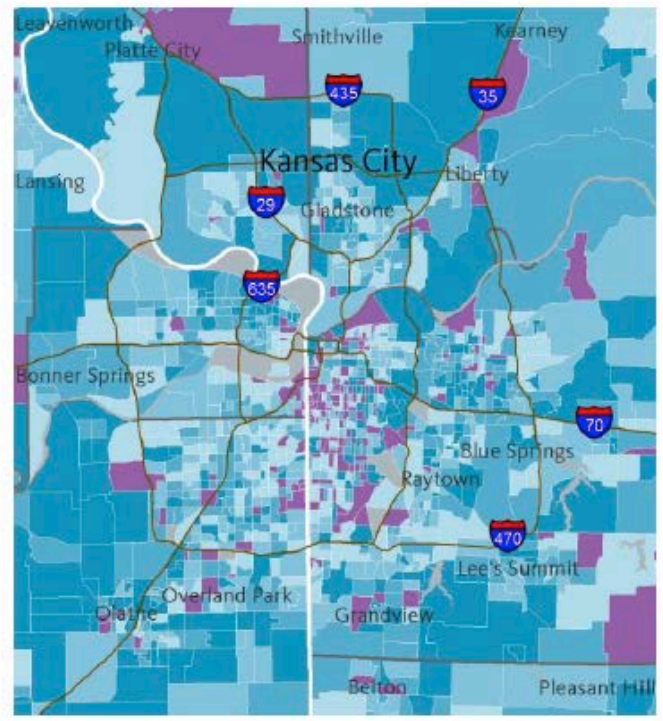 Leavenworth
Platte City
Smithville
Kearney
435
35
Kansas City
Lansing
Liberty
29
Gladstone
635
Bonner Springs
70
Blue Springs
Raytown
470
Lee's Summit
Overland Park
Olathe
Grandview
Belton
Pleasant Hill